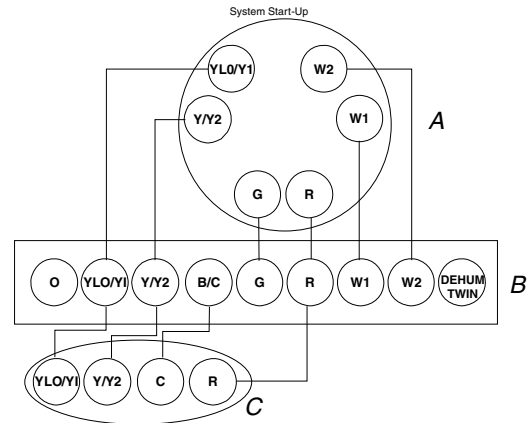 System Start-Up
YL0/Y1
W2
Y/Y2
W1
A
G
R
O
YLO/YI
Y/Y2
B/C
G
R
W1
W2
DEHUM
TWIN
B
YLO/YI
Y/Y2
C
R
C